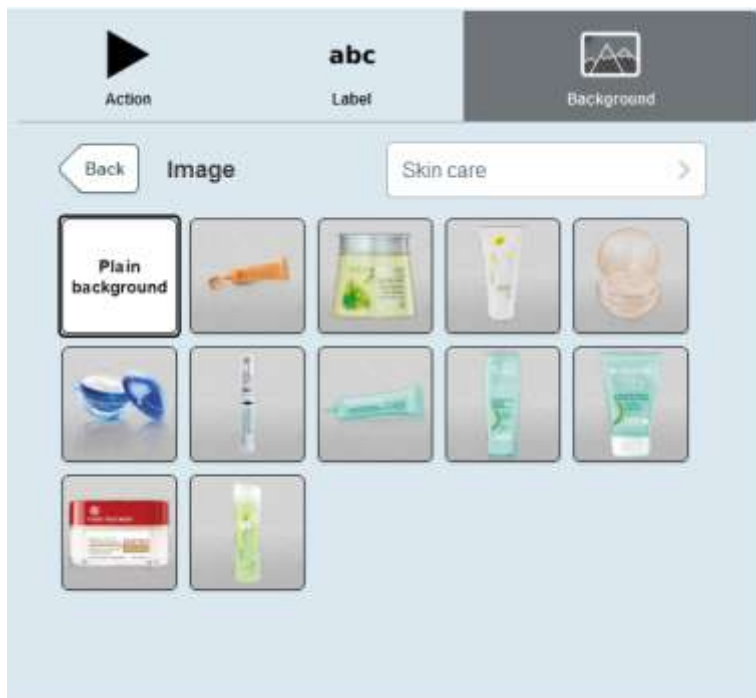 abc
Action
Label
Background
Back
Image
Skin care
Plain
background